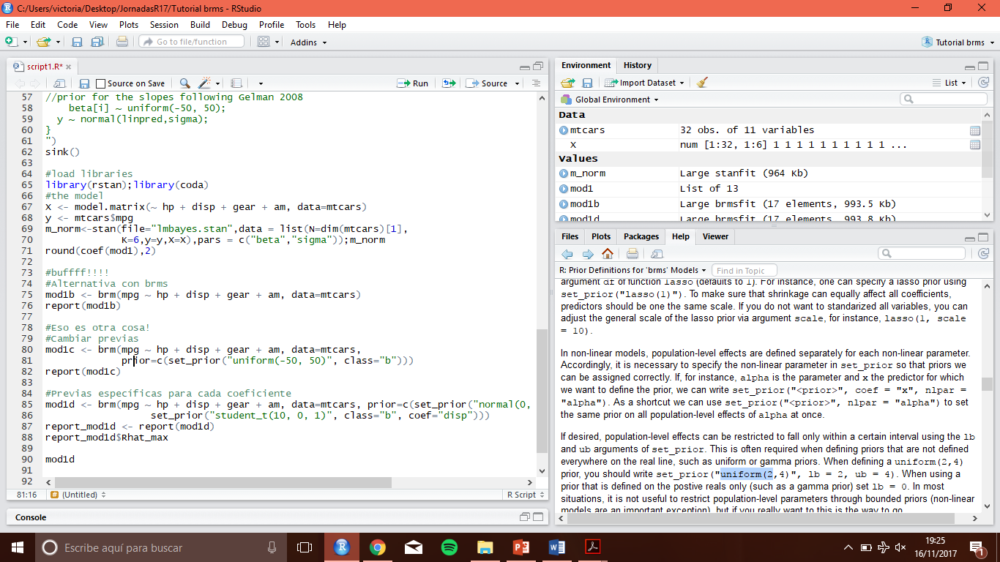 C:/Users/victoria/Desktop/JornadasR17/Tutorial brms - RStudio
File Edit Code View Plots Session Build Debug Profile Tools Help
Go to file/function
Addins
Tutorial brms
script1.R*
Source on Save
Run
Source
57 //prior for the slopes following Gelman 2008
58 beta[i] ~ uniform(-50, 50);
59 y ~ normal(linpred,sigma);
60 }
61 ")
62 sink()
63
64 #load libraries
65 library(rstan);library(coda)
66 #the model
67 X <- model.matrix(~ hp + disp + gear + am, data=mtcars)
68 y <- mtcars$mpg
69 m_norm<-stan(file="lmbayes.stan",data = list(N=dim(mtcars)[1],
70 K=6,y=y,X=X),pars = c("beta","sigma"));m_norm
71 round(coef(mod1),2)
72
73 #buffff!!!!
74 #Alternativa con brms
75 mod1b <- brm(mpg ~ hp + disp + gear + am, data=mtcars)
76 report(mod1b)
77
78 #Eso es otra cosa!
79 #Cambiar previas
80 mod1c <- brm(mpg ~ hp + disp + gear + am, data=mtcars,
81 prior=c(set_prior("uniform(-50, 50)", class="b")))
82 report(mod1c)
83
84 #Previas específicas para cada coeficiente
85 mod1d <- brm(mpg ~ hp + disp + gear + am, data=mtcars, prior=c(set_prior("normal(0,
86 set_prior("student_t(10, 0, 1)", class="b", coef="disp")))
87 report_mod1d <- report(mod1d)
88 report_mod1d$Rhat_max
89
90 mod1d
91
92
81:16
(Untitled)
R Script
Console
Environment History
Import Dataset
List
Global Environment
Data
mtcars 32 obs. of 11 variables
X num [1:32, 1:6] 1 1 1 1 1 1 1 1 1 1 ...
Values
m_norm Large stanfit (964 Kb)
mod1 List of 13
mod1b Large brmsfit (17 elements, 993.5 Kb)
mod1d Large brmsfit (17 elements, 993.8 Kb)
Files Plots Packages Help Viewer
R: Prior Definitions for 'brms' Models
Find in Topic
argument df of function lasso (defaults to 1). For instance, one can specify a lasso prior using
set_prior("lasso(1)"). To make sure that shrinkage can equally affect all coefficients,
predictors should be one the same scale. If you do not want to standarized all variables, you can
adjust the general scale of the lasso prior via argument scale, for instance, lasso(1, scale
= 10).
In non-linear models, population-level effects are defined separately for each non-linear parameter.
Accordingly, it is necessary to specify the non-linear parameter in set_prior so that priors we
can be assigned correctly. If, for instance, alpha is the parameter and x the predictor for which
we want to define the prior, we can write set_prior("<prior>", coef = "x", nlpar =
"alpha"). As a shortcut we can use set_prior("<prior>", nlpar = "alpha") to set
the same prior on all population-level effects of alpha at once.
If desired, population-level effects can be restricted to fall only within a certain interval using the lb
and ub arguments of set_prior. This is often required when defining priors that are not defined
everywhere on the real line, such as uniform or gamma priors. When defining a uniform(2,4)
prior, you should write set_prior("uniform(2,4)", lb = 2, ub = 4). When using a
prior that is defined on the postive reals only (such as a gamma prior) set lb = 0. In most
situations, it is not useful to restrict population-level parameters through bounded priors (non-linear
models are an important exception), but if you really want to this is the way to go.
Escribe aquí para buscar
19:25
16/11/2017
1